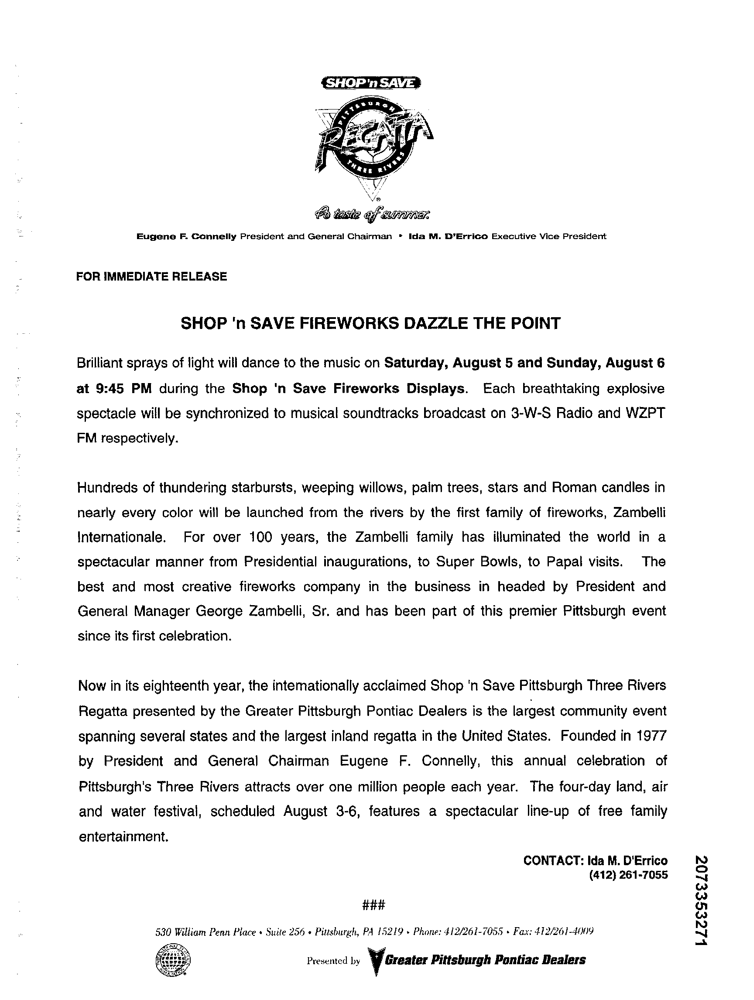 SHOP 'n SAVE
PITTSBURGH
REGATTA
THREE RIVERS
A taste of summer.
Eugene F. Connelly President and General Chairman • Ida M. D'Errico Executive Vice President
FOR IMMEDIATE RELEASE
SHOP 'n SAVE FIREWORKS DAZZLE THE POINT
Brilliant sprays of light will dance to the music on Saturday, August 5 and Sunday, August 6
at 9:45 PM during the Shop 'n Save Fireworks Displays. Each breathtaking explosive
spectacle will be synchronized to musical soundtracks broadcast on 3-W-S Radio and WZPT
FM respectively.
Hundreds of thundering starbursts, weeping willows, palm trees, stars and Roman candles in
nearly every color will be launched from the rivers by the first family of fireworks, Zambelli
Internationale. For over 100 years, the Zambelli family has illuminated the world in a
spectacular manner from Presidential inaugurations, to Super Bowls, to Papal visits. The
best and most creative fireworks company in the business in headed by President and
General Manager George Zambelli, Sr. and has been part of this premier Pittsburgh event
since its first celebration.
Now in its eighteenth year, the internationally acclaimed Shop 'n Save Pittsburgh Three Rivers
Regatta presented by the Greater Pittsburgh Pontiac Dealers is the largest community event
spanning several states and the largest inland regatta in the United States. Founded in 1977
by President and General Chairman Eugene F. Connelly, this annual celebration of
Pittsburgh's Three Rivers attracts over one million people each year. The four-day land, air
and water festival, scheduled August 3-6, features a spectacular line-up of free family
entertainment.
CONTACT: Ida M. D'Errico
(412) 261-7055
2073353271
###
530 William Penn Place • Suite 256 • Pittsburgh, PA 15219 • Phone: 412/261-7055 • Fax: 412/261-4009
Presented by Greater Pittsburgh Pontiac Dealers